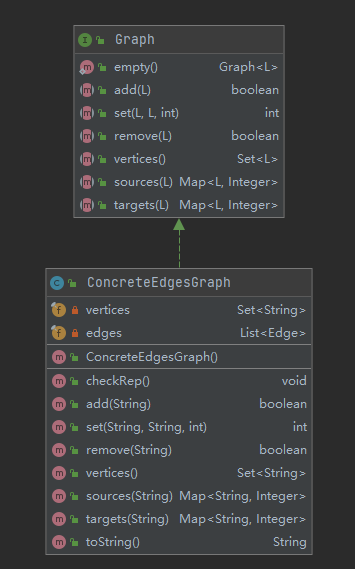 Graph
empty() Graph<L>
add(L) boolean
set(L, L, int) int
remove(L) boolean
vertices() Set<L>
sources(L) Map<L, Integer>
targets(L) Map<L, Integer>
ConcreteEdgesGraph
vertices Set<String>
edges List<Edge>
ConcreteEdgesGraph()
checkRep() void
add(String) boolean
set(String, String, int) int
remove(String) boolean
vertices() Set<String>
sources(String) Map<String, Integer>
targets(String) Map<String, Integer>
toString() String